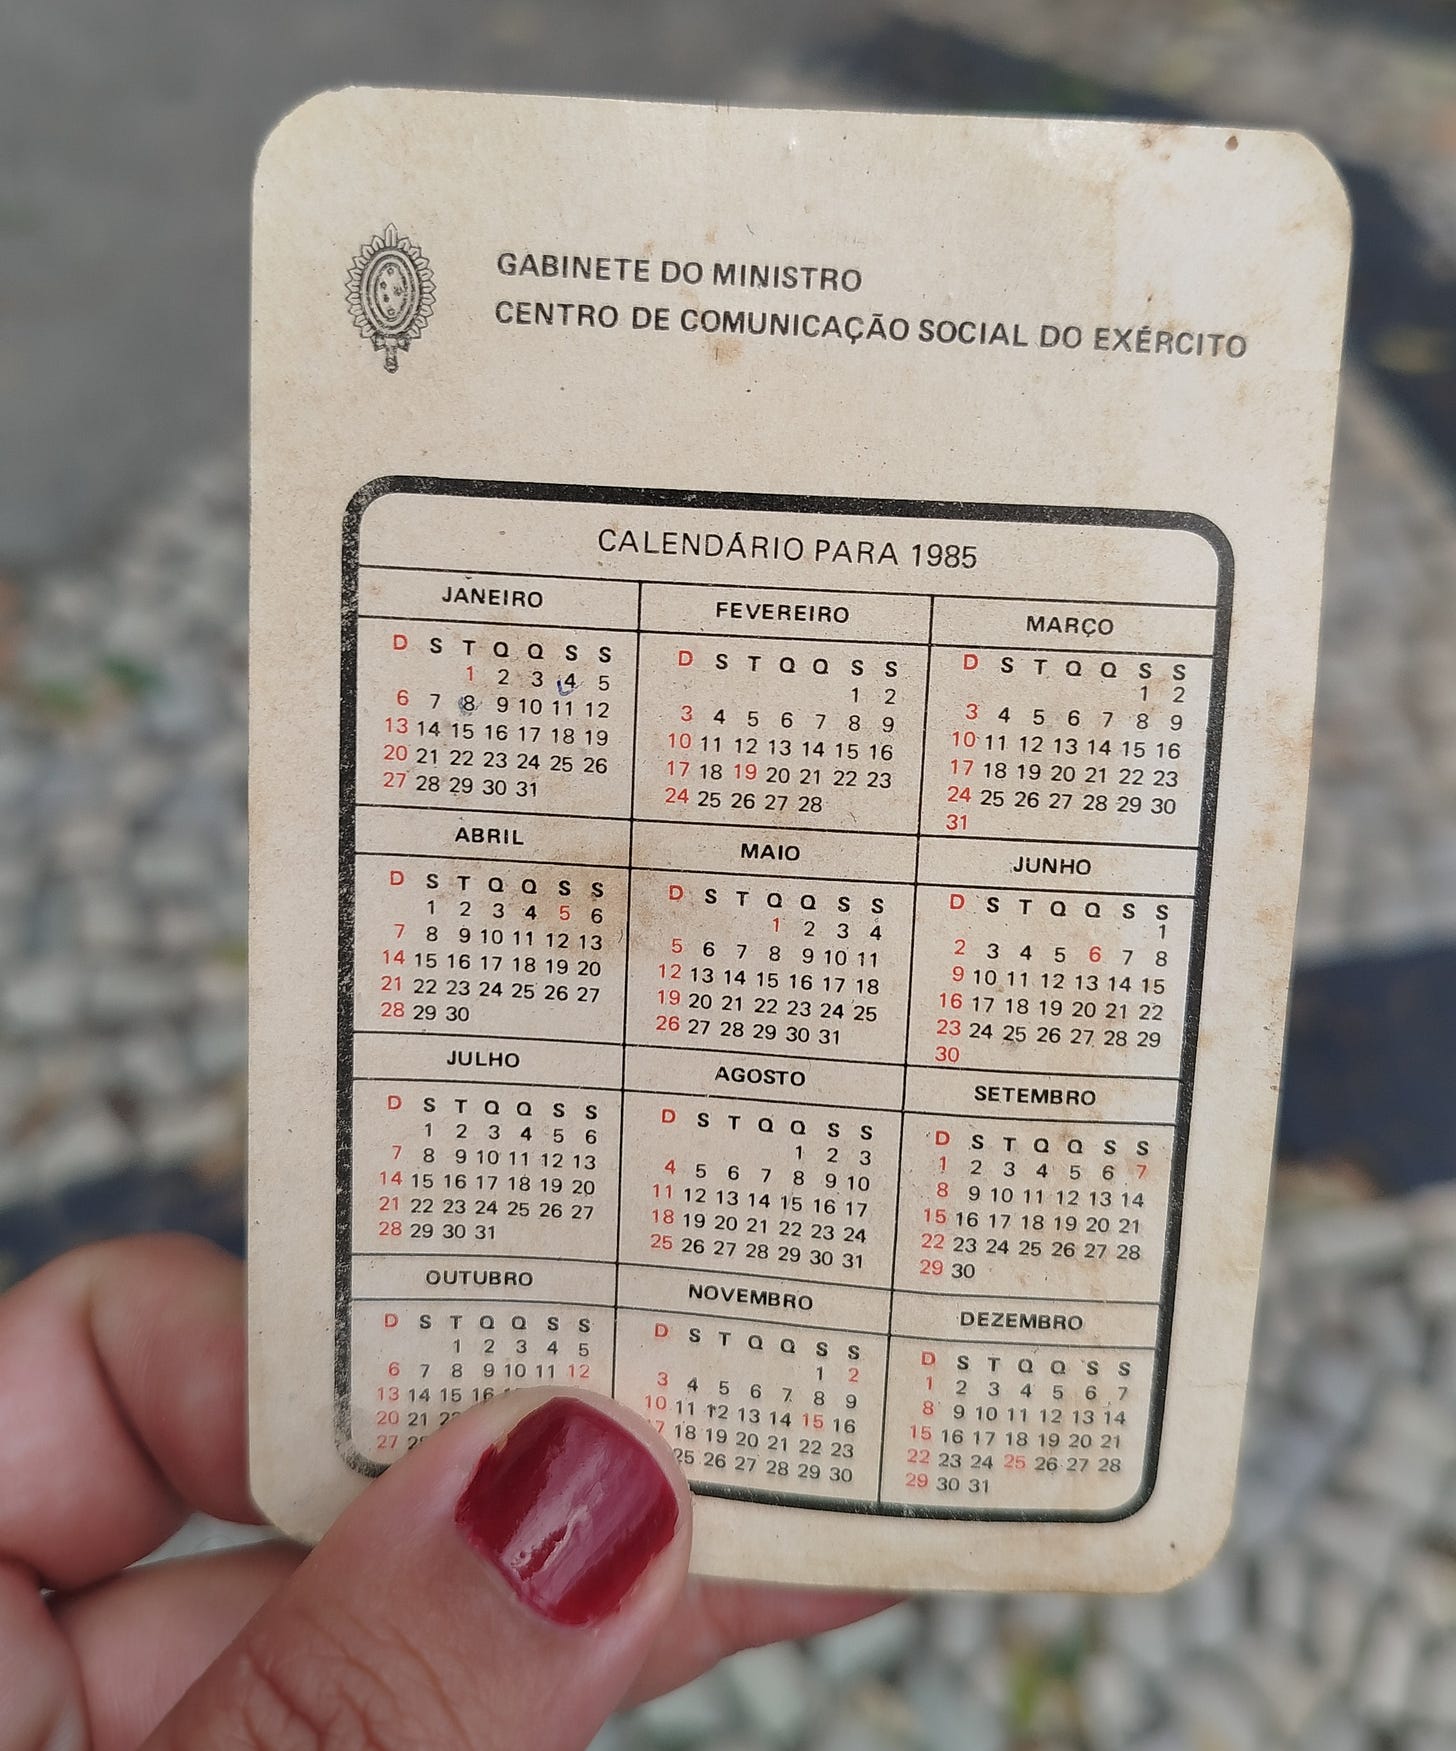 GABINETE DO MINISTRO
CENTRO DE COMUNICAÇÃO SOCIAL DO EXÉRCITO
CALENDÁRIO PARA 1985
JANEIRO
D S T Q Q S S
1 2 3 4 5
6 7 8 9 10 11 12
13 14 15 16 17 18 19
20 21 22 23 24 25 26
27 28 29 30 31
FEVEREIRO
D S T Q Q S S
1 2
3 4 5 6 7 8 9
10 11 12 13 14 15 16
17 18 19 20 21 22 23
24 25 26 27 28
MARÇO
D S T Q Q S S
1 2
3 4 5 6 7 8 9
10 11 12 13 14 15 16
17 18 19 20 21 22 23
24 25 26 27 28 29 30
31
ABRIL
D S T Q Q S S
1 2 3 4 5 6
7 8 9 10 11 12 13
14 15 16 17 18 19 20
21 22 23 24 25 26 27
28 29 30
MAIO
D S T Q Q S S
1 2 3 4
5 6 7 8 9 10 11
12 13 14 15 16 17 18
19 20 21 22 23 24 25
26 27 28 29 30 31
JUNHO
D S T Q Q S S
1
2 3 4 5 6 7 8
9 10 11 12 13 14 15
16 17 18 19 20 21 22
23 24 25 26 27 28 29
30
JULHO
D S T Q Q S S
1 2 3 4 5 6
7 8 9 10 11 12 13
14 15 16 17 18 19 20
21 22 23 24 25 26 27
28 29 30 31
AGOSTO
D S T Q Q S S
1 2 3
4 5 6 7 8 9 10
11 12 13 14 15 16 17
18 19 20 21 22 23 24
25 26 27 28 29 30 31
SETEMBRO
D S T Q Q S S
1 2 3 4 5 6 7
8 9 10 11 12 13 14
15 16 17 18 19 20 21
22 23 24 25 26 27 28
29 30
OUTUBRO
D S T Q Q S S
1 2 3 4 5
6 7 8 9 10 11 12
13 14 15 16
20 21
27
NOVEMBRO
D S T Q Q S S
1 2
3 4 5 6 7 8 9
10 11 12 13 14 15 16
18 19 20 21 22 23
25 26 27 28 29 30
DEZEMBRO
D S T Q Q S S
1 2 3 4 5 6 7
8 9 10 11 12 13 14
15 16 17 18 19 20 21
22 23 24 25 26 27 28
29 30 31